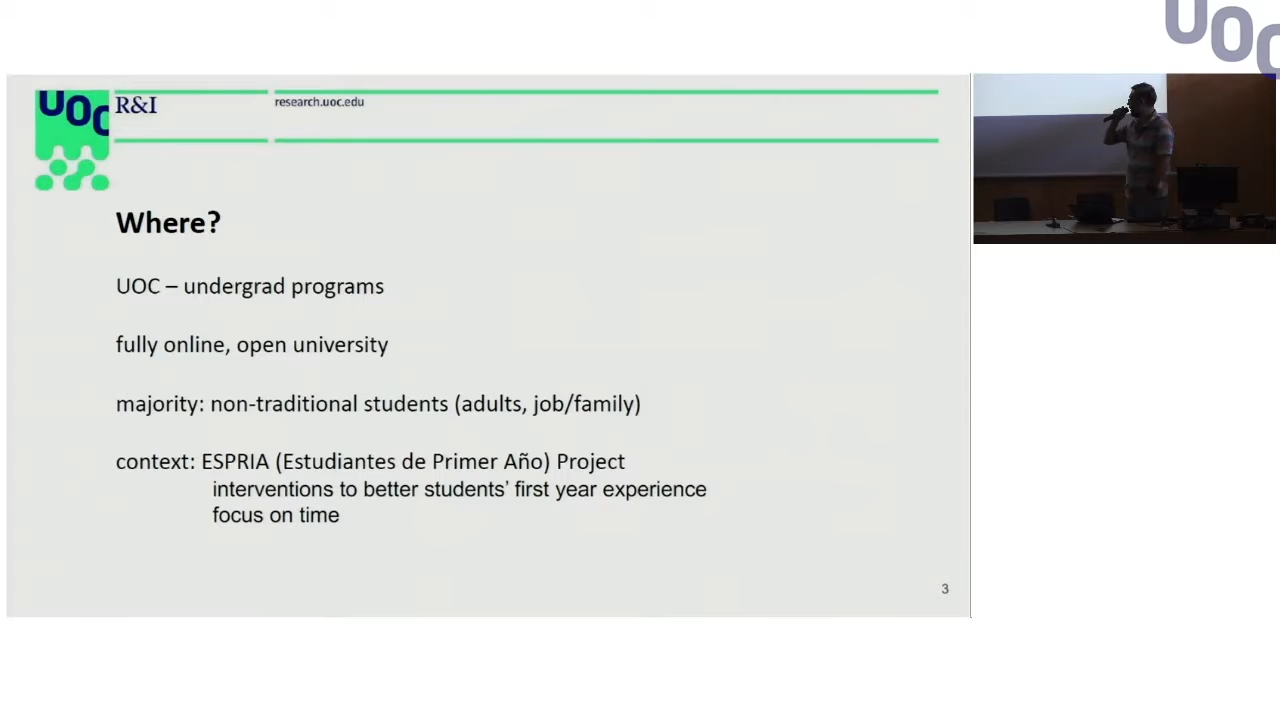 UOC
UOC
R&I
research.uoc.edu
Where?
UOC – undergrad programs
fully online, open university
majority: non-traditional students (adults, job/family)
context: ESPRIA (Estudiantes de Primer Año) Project
interventions to better students' first year experience
focus on time
3